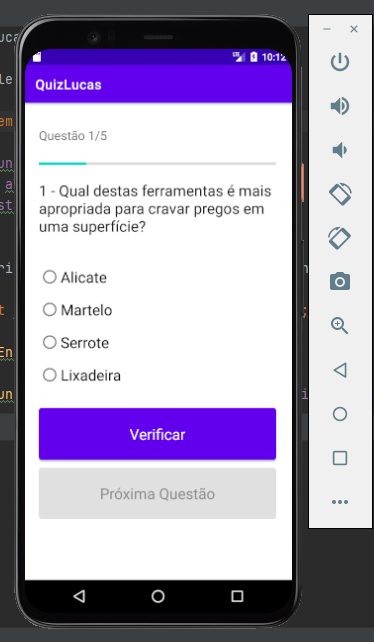 10:12
QuizLucas
Questão 1/5
1 - Qual destas ferramentas é mais
apropriada para cravar pregos em
uma superfície?
Alicate
Martelo
Serrote
Lixadeira
Verificar
Próxima Questão